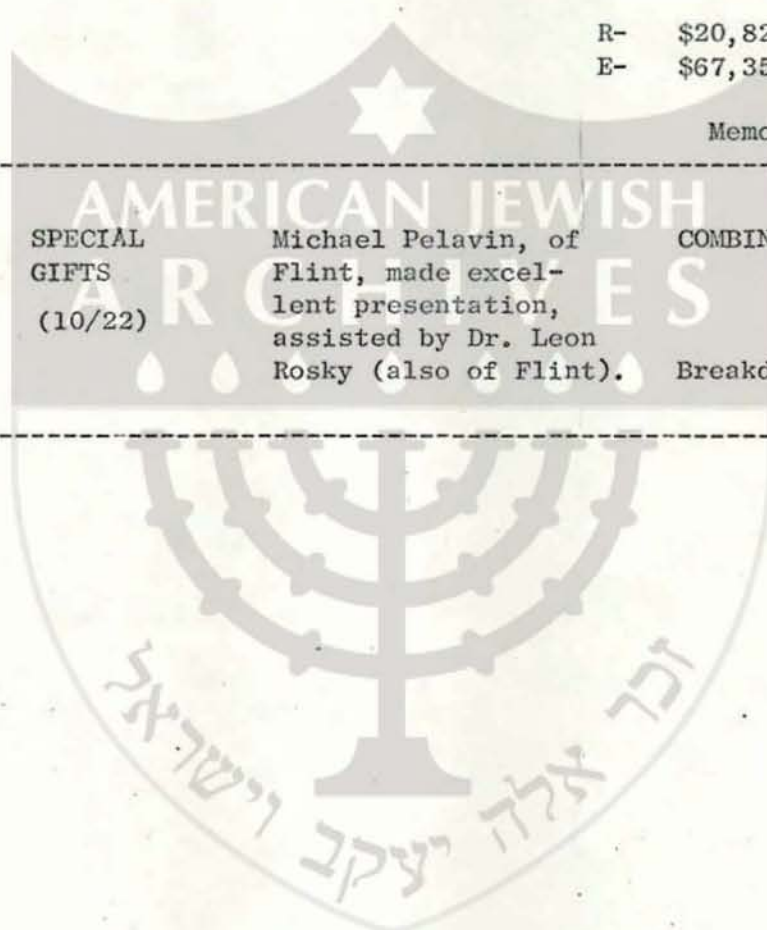 R- $20,82
E- $67,35
Memo
AMERICAN JEWISH
ARCHIVES
SPECIAL
GIFTS
(10/22)
Michael Pelavin, of
Flint, made excel-
lent presentation,
assisted by Dr. Leon
Rosky (also of Flint).
COMBIN
Breakd
זכר אלה יעקב וישראל